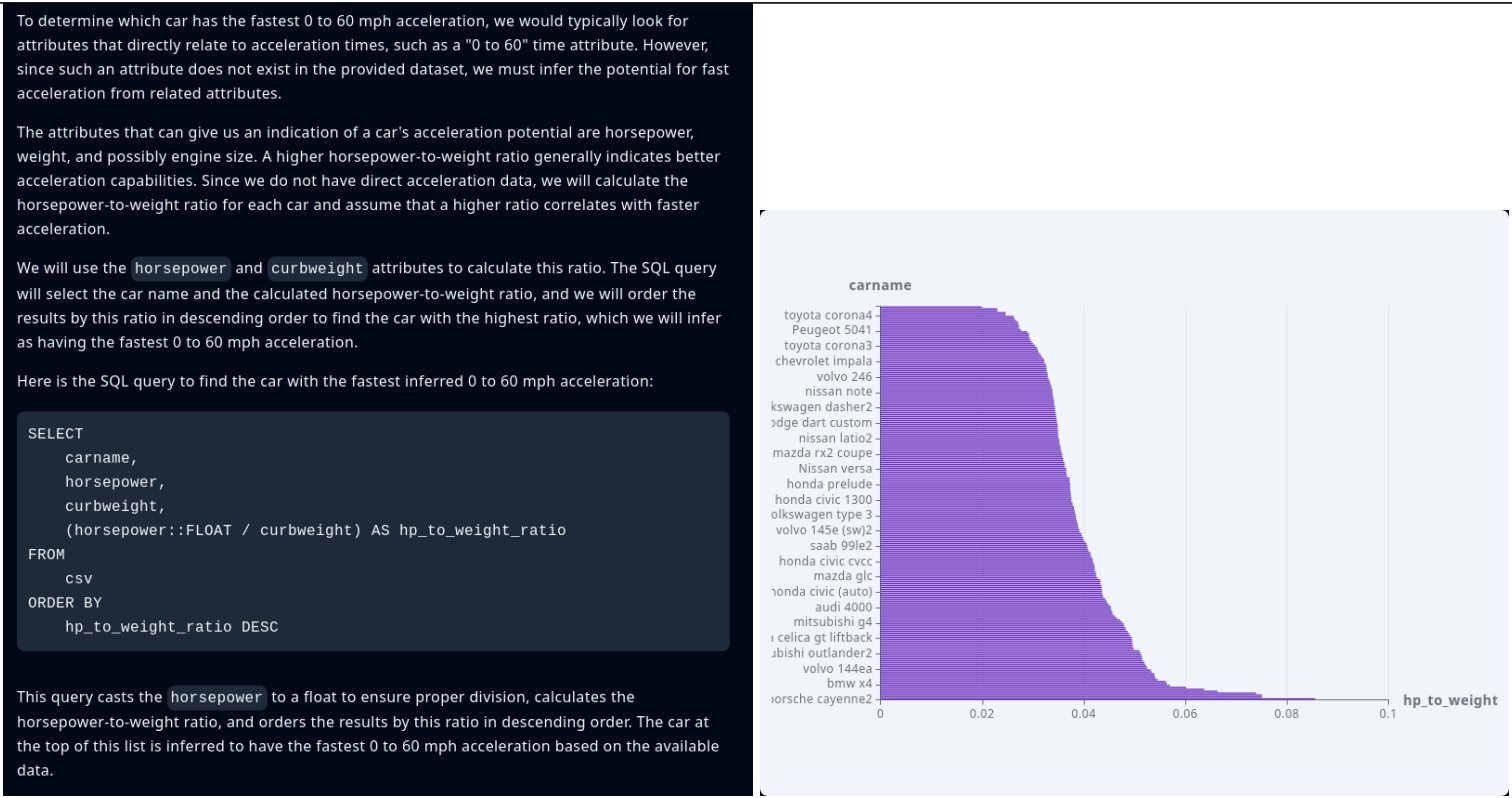 To determine which car has the fastest 0 to 60 mph acceleration, we would typically look for
attributes that directly relate to acceleration times, such as a "0 to 60" time attribute. However,
since such an attribute does not exist in the provided dataset, we must infer the potential for fast
acceleration from related attributes.
The attributes that can give us an indication of a car's acceleration potential are horsepower,
weight, and possibly engine size. A higher horsepower-to-weight ratio generally indicates better
acceleration capabilities. Since we do not have direct acceleration data, we will calculate the
horsepower-to-weight ratio for each car and assume that a higher ratio correlates with faster
acceleration.
We will use the horsepower and curbweight attributes to calculate this ratio. The SQL query
will select the car name and the calculated horsepower-to-weight ratio, and we will order the
results by this ratio in descending order to find the car with the highest ratio, which we will infer
as having the fastest 0 to 60 mph acceleration.
Here is the SQL query to find the car with the fastest inferred 0 to 60 mph acceleration:
SELECT
carname,
horsepower,
curbweight,
(horsepower::FLOAT / curbweight) AS hp_to_weight_ratio
FROM
csv
ORDER BY
hp_to_weight_ratio DESC
This query casts the horsepower to a float to ensure proper division, calculates the
horsepower-to-weight ratio, and orders the results by this ratio in descending order. The car at
the top of this list is inferred to have the fastest 0 to 60 mph acceleration based on the available
data.
carname
toyota corona4
Peugeot 5041
toyota corona3
chevrolet impala
volvo 246
nissan note
kswagen dasher2
odge dart custom
nissan latio2
mazda rx2 coupe
Nissan versa
honda prelude
honda civic 1300
olkswagen type 3
volvo 145e (sw)2
saab 99le2
honda civic cvcc
mazda glc
honda civic (auto)
audi 4000
mitsubishi g4
a celica gt liftback
ubishi outlander2
volvo 144ea
bmw x4
porsche cayenne2
0 0.02 0.04 0.06 0.08 0.1
hp_to_weight